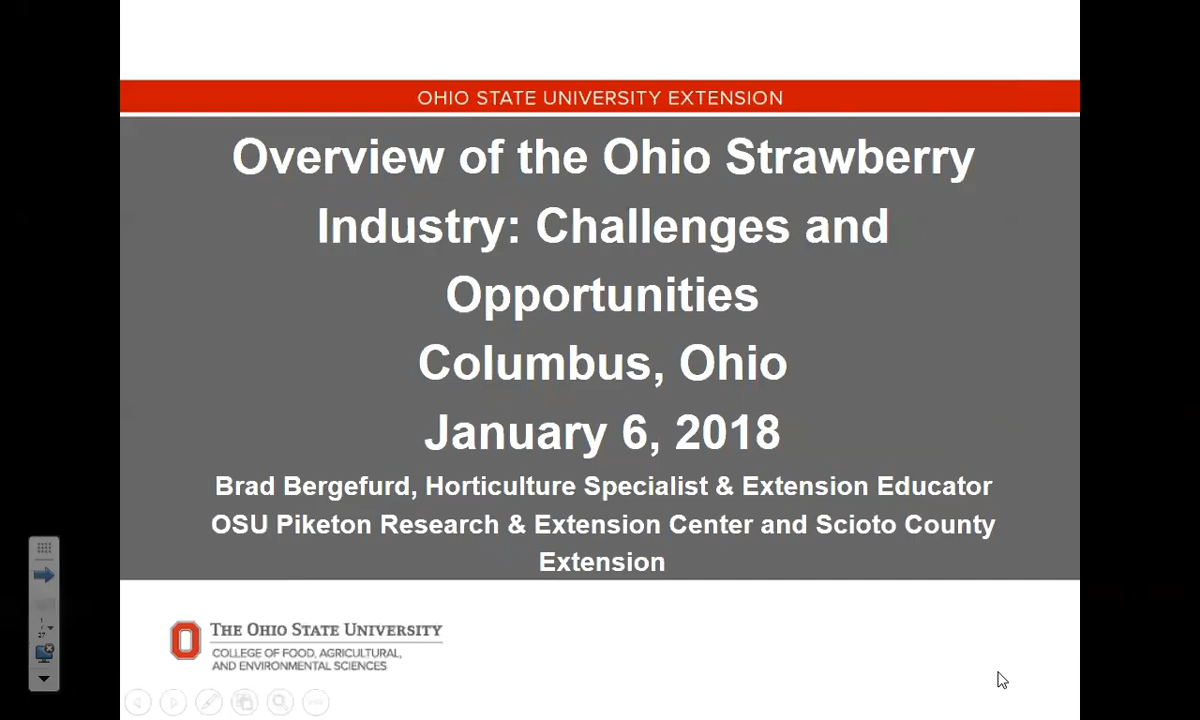 OHIO STATE UNIVERSITY EXTENSION
Overview of the Ohio Strawberry
Industry: Challenges and
Opportunities
Columbus, Ohio
January 6, 2018
Brad Bergefurd, Horticulture Specialist & Extension Educator
OSU Piketon Research & Extension Center and Scioto County
Extension
THE OHIO STATE UNIVERSITY
COLLEGE OF FOOD, AGRICULTURAL,
AND ENVIRONMENTAL SCIENCES
1
/
27